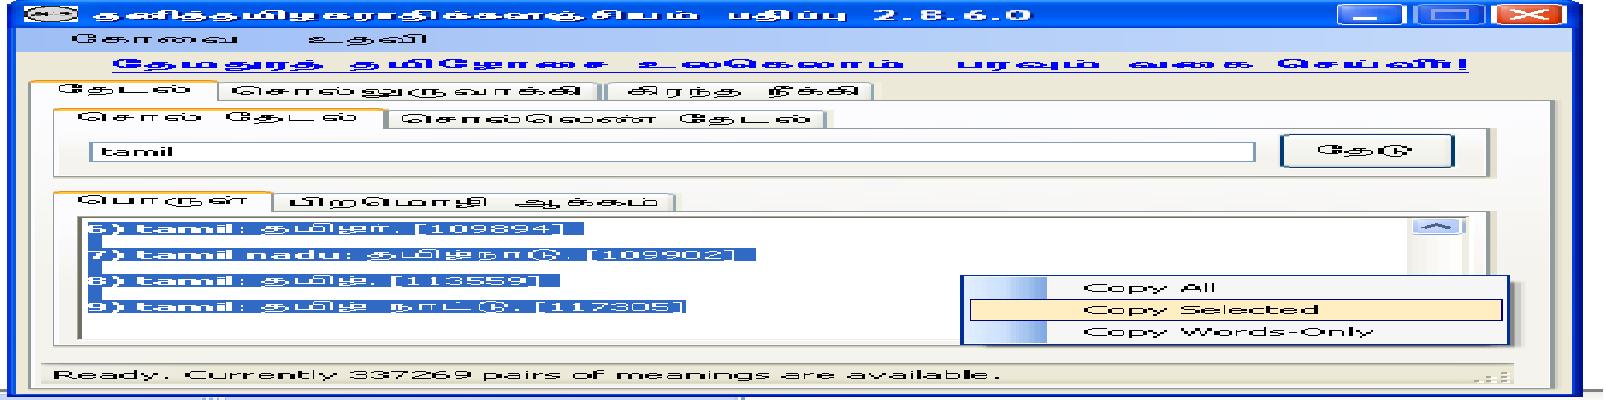 தனித்தமிழகராதிக்களஞ்சியம் பதிப்பு 2.8.6.0
கோவை உதவி
தேமதுரத் தமிழோசை உலகெலாம் பரவும் வகை செய்வீர்!
தேடல் சொல்லுருவாக்கி கிரந்த நீக்கி
சொல் தேடல் சொல்லெண் தேடல்
tamil தேடு
பொருள் பிறமொழி ஆக்கம்
6) tamil: தமிழா. [109894]
7) tamil nadu: தமிழ்நாடு. [109902]
8) tamil: தமிழ். [113559]
9) tamil: தமிழ் நாட்டு. [117305]
Copy All
Copy Selected
Copy Words-Only
Ready. Currently 337269 pairs of meanings are available.